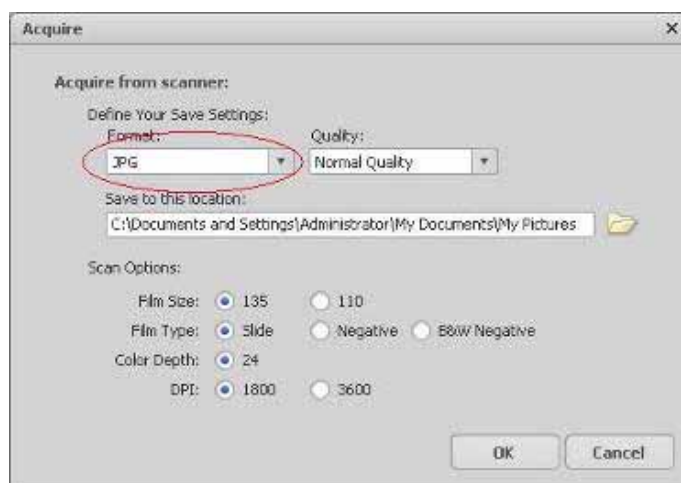 Acquire
Acquire from scanner:
Define Your Save Settings:
Format: Quality:
JPG Normal Quality
Save to this location:
C:\Documents and Settings\Administrator\My Documents\My Pictures
Scan Options:
Film Size: 135 110
Film Type: Slide Negative B&W Negative
Color Depth: 24
DPI: 1800 3600
OK Cancel